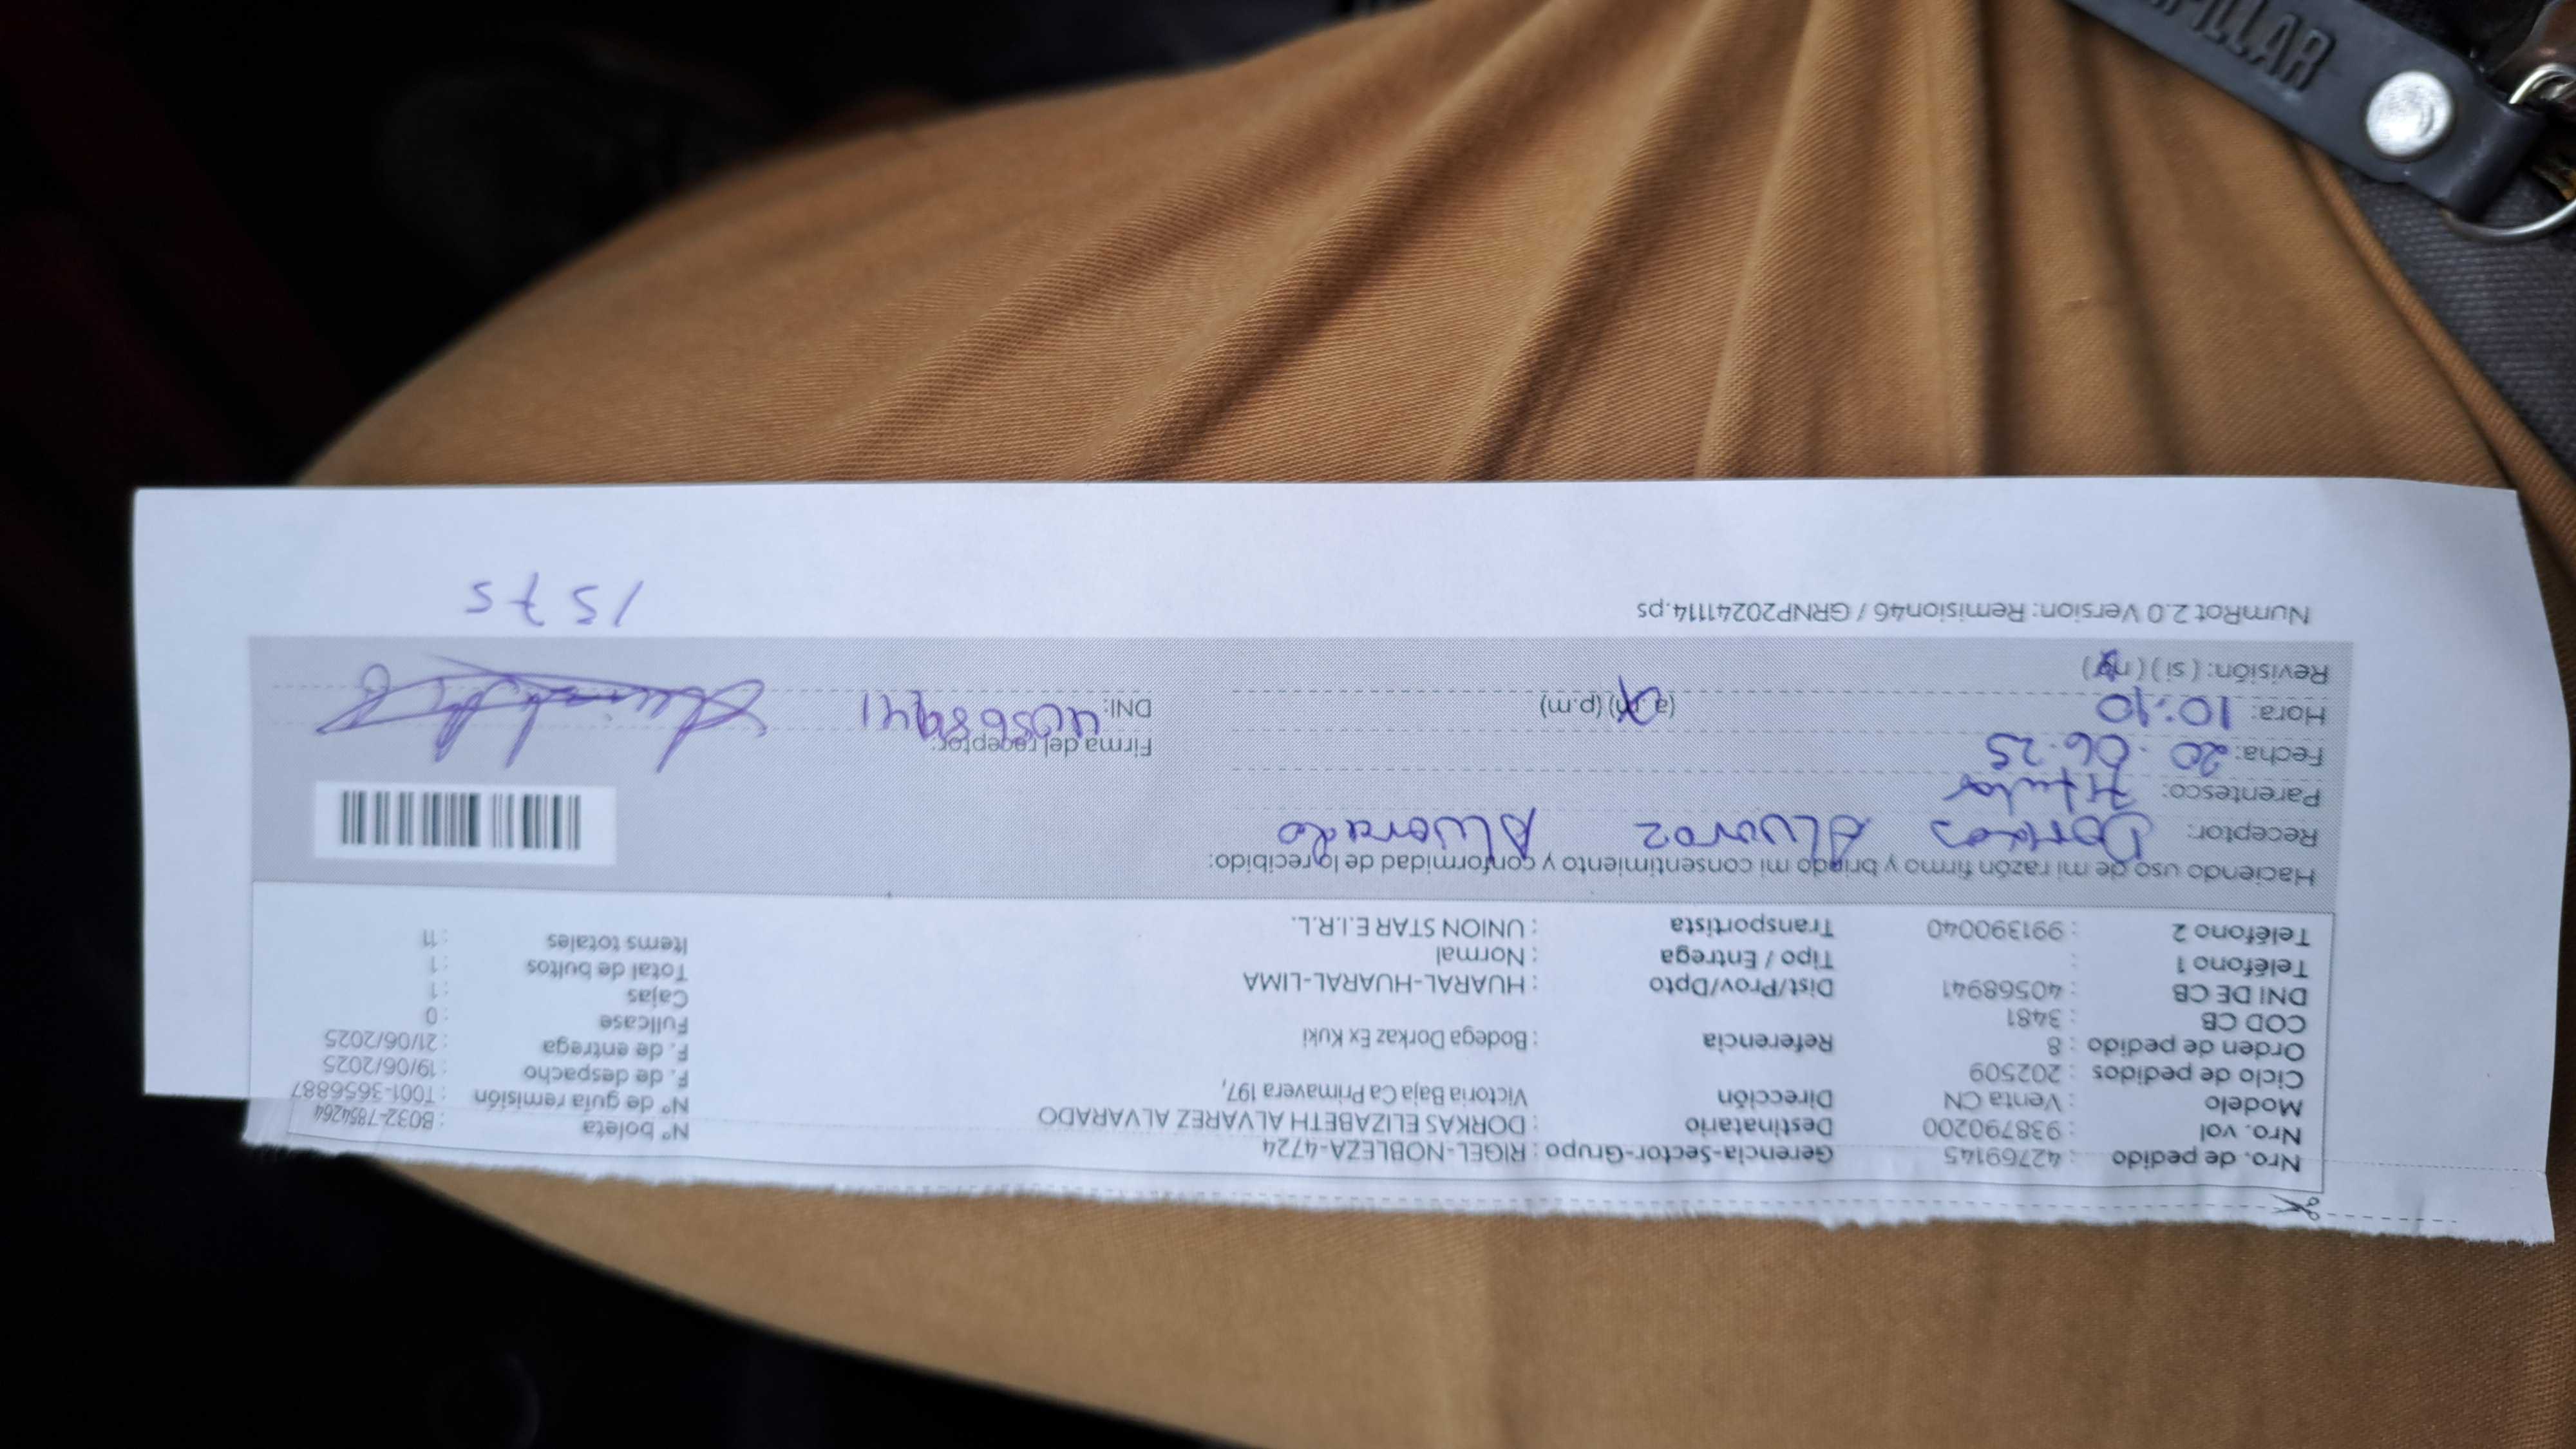 Nro. de pedido : 42769145 Gerencia-Sector-Grupo : RIGEL-NOBLEZA-4724
Nro. vol : 938790200 Destinatario : DORKAS ELIZABETH ALVAREZ ALVARADO N° boleta : B032-7854264
Modelo : Venta CN Dirección Victoria Baja Ca Primavera 197, N° de guía remisión : T001-3656887
Ciclo de pedidos : 202509 F. de despacho : 19/06/2025
Orden de pedido : 8 Referencia : Bodega Dorkaz Ex Kuki F. de entrega : 21/06/2025
COD CB : 3481 Fullcase : 0
DNI DE CB : 40568941 Dist/Prov/Dpto : HUARAL-HUARAL-LIMA Cajas : 1
Teléfono 1 : Tipo / Entrega : Normal Total de bultos : 1
Teléfono 2 : 991390040 Transportista : UNION STAR E.I.R.L. Items totales : 11
Haciendo uso de mi razón firmo y brindo mi consentimiento y conformidad de lo recibido:
Receptor: Dorkas Alvarez Alvarado
Parentesco: Titular
Fecha: 20.06.25 Firma del receptor:
Hora: 10:10 (a.m) (p.m) DNI: 40568941
Revisión: ( si ) ( no )
NumRot 2.0 Version: Remision46 / GRNP20241114.ps
1575
CATERPILLAR